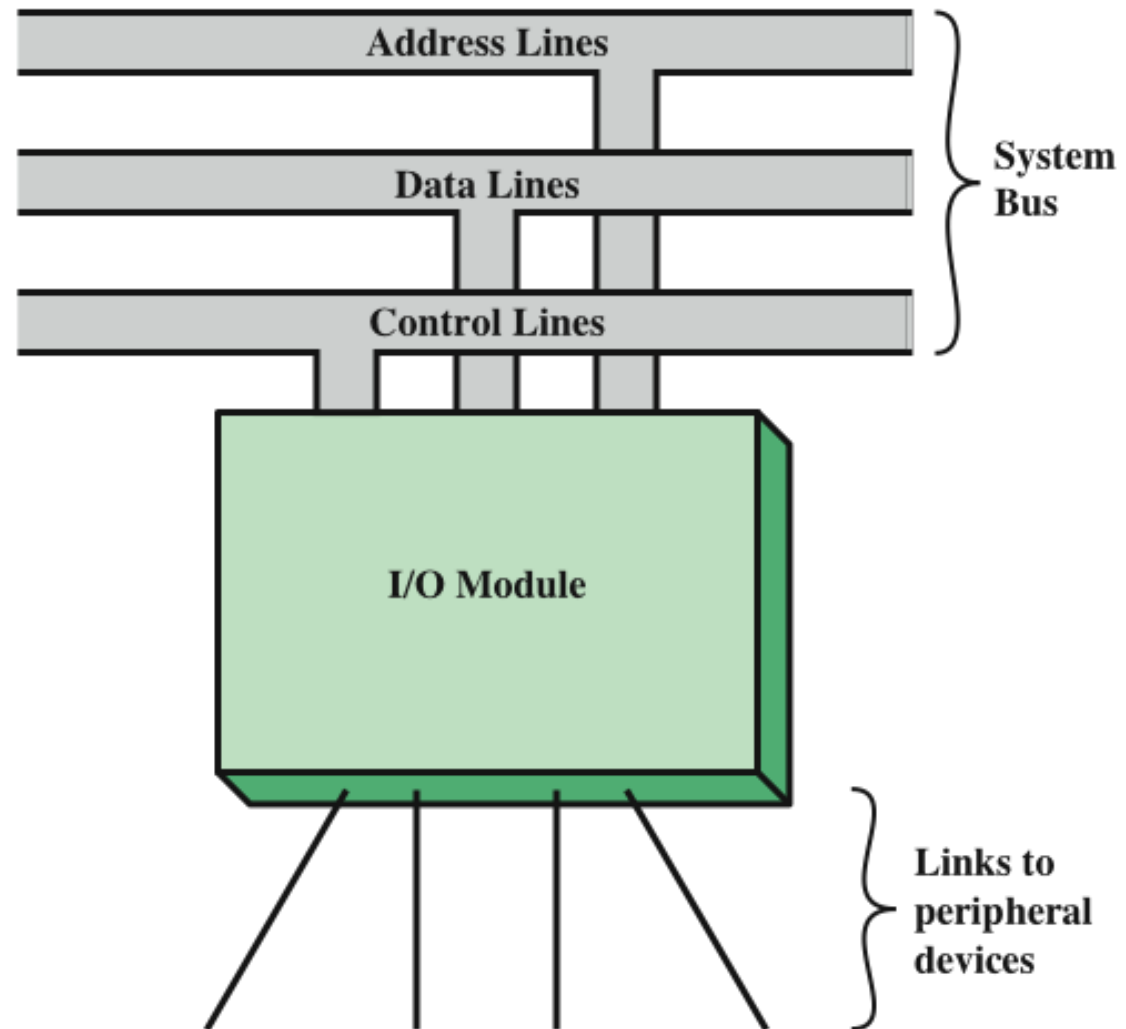 Address Lines
Data Lines
System
Bus
Control Lines
I/O Module
Links to
peripheral
devices